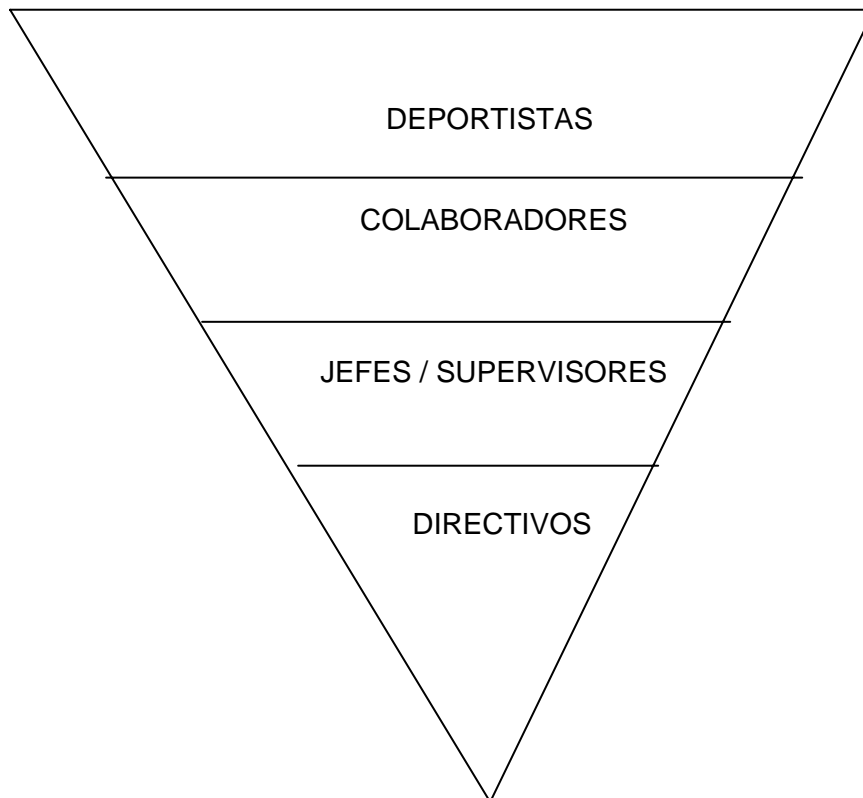 DEPORTISTAS
COLABORADORES
JEFES / SUPERVISORES
DIRECTIVOS